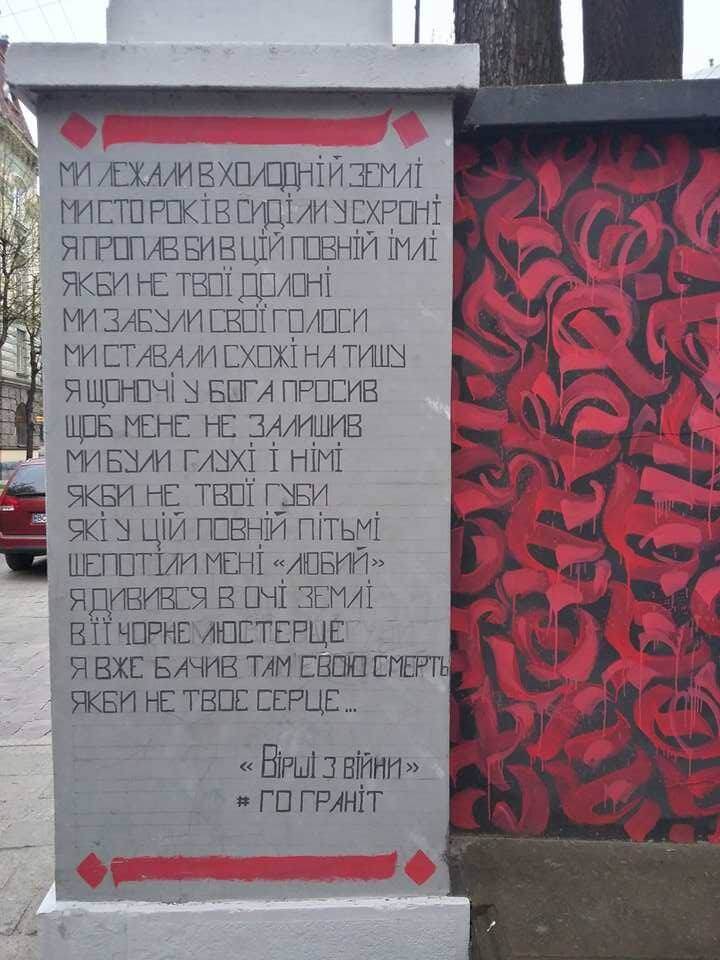 МИ ЛЕЖАЛИ В ХОЛОДНІЙ ЗЕМЛІ
МИ СТО РОКІВ СИДІЛИ У СХРОНІ
Я ПРОПАВ БИ В ЦІЙ ПОВНІЙ ІМЛІ
ЯКБИ НЕ ТВОЇ ДОЛОНІ
МИ ЗАБУЛИ СВОЇ ГОЛОСИ
МИ СТАВАЛИ СХОЖІ НА ТИШУ
Я ЩОНОЧІ У БОГА ПРОСИВ
ЩОБ МЕНЕ НЕ ЗАЛИШИВ
МИ БУЛИ ГЛУХІ І НІМІ
ЯКБИ НЕ ТВОЇ ГУБИ
ЯКІ У ЦІЙ ПОВНІЙ ПІТЬМІ
ШЕПОТІЛИ МЕНІ «ЛЮБИЙ»
Я ДИВИВСЯ В ОЧІ ЗЕМЛІ
В ЇЇ ЧОРНЕ ЛЮСТЕРЦЕ
Я ВЖЕ БАЧИВ ТАМ СВОЮ СМЕРТЬ
ЯКБИ НЕ ТВОЄ СЕРЦЕ...
«ВІРШІ З ВІЙНИ»
# ГО ГРАНІТ